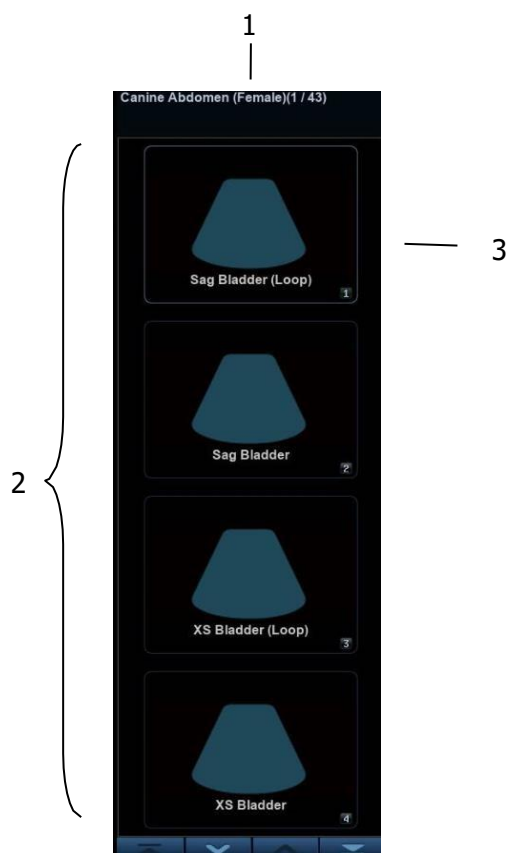 1
Canine Abdomen (Female)(1 / 43)
Sag Bladder (Loop)
1
3
Sag Bladder
2
2
XS Bladder (Loop)
3
XS Bladder
4